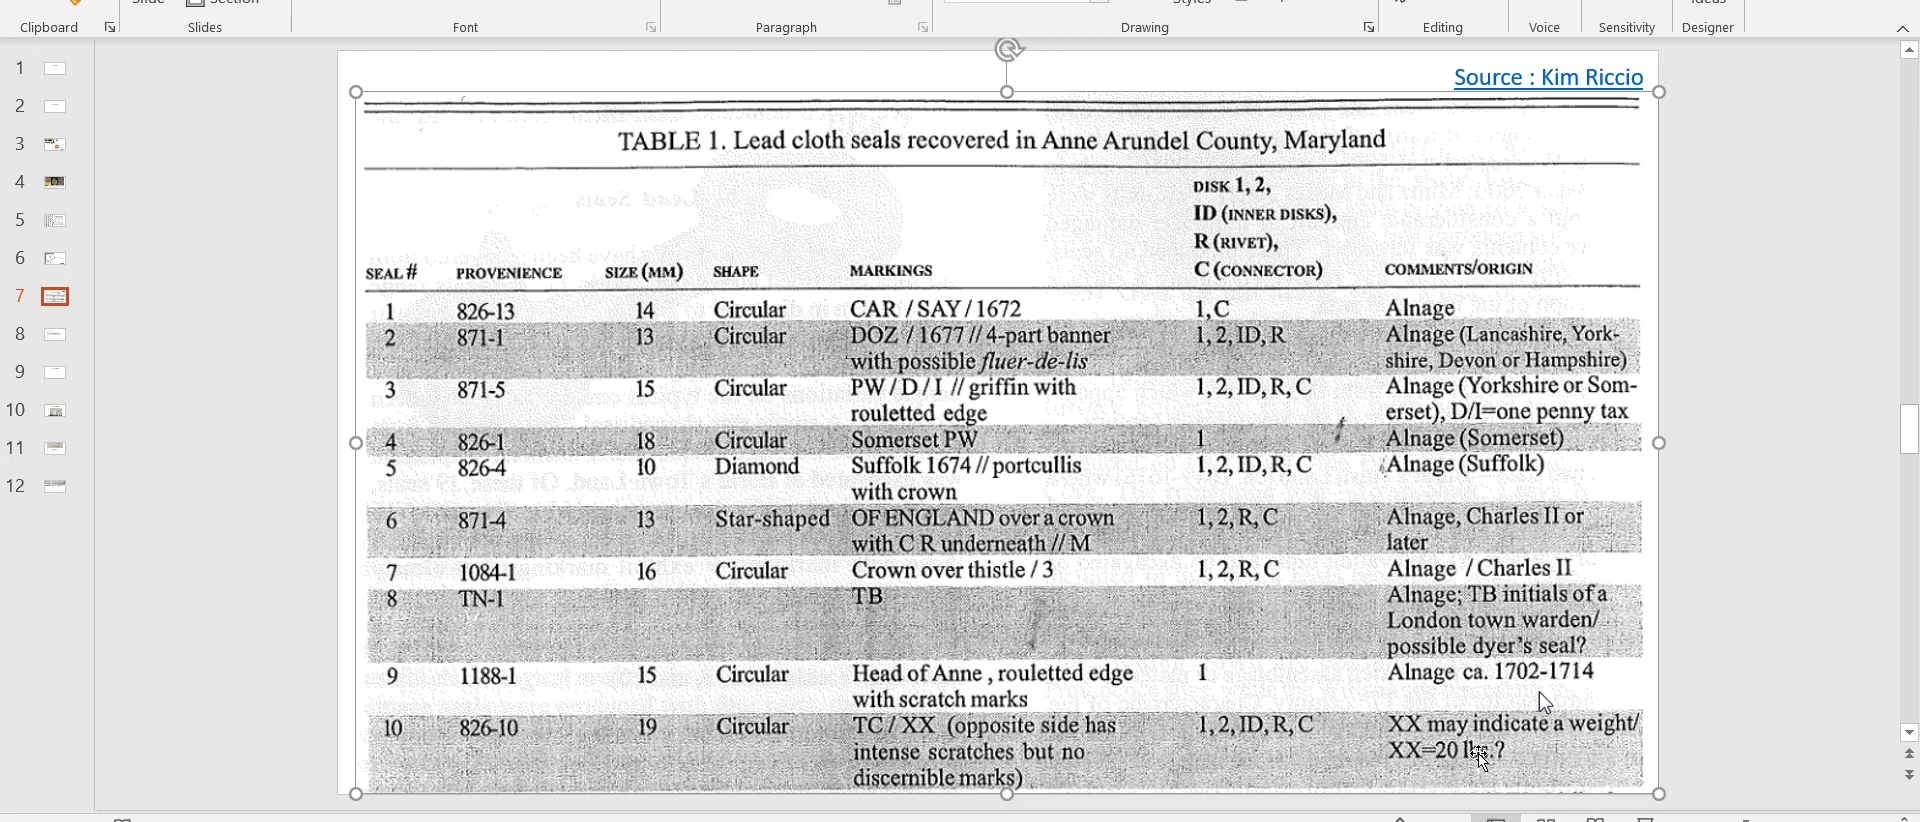 Slide Section Styles Ideas
Clipboard Slides Font Paragraph Drawing Editing Voice Sensitivity Designer
1
2
3
4
5
6
7
8
9
10
11
12
Source : Kim Riccio
TABLE 1. Lead cloth seals recovered in Anne Arundel County, Maryland
DISK 1, 2,
ID (INNER DISKS),
R (RIVET),
SEAL # PROVENIENCE SIZE (MM) SHAPE MARKINGS C (CONNECTOR) COMMENTS/ORIGIN
1 826-13 14 Circular CAR / SAY / 1672 1, C Alnage
2 871-1 13 Circular DOZ / 1677 // 4-part banner 1, 2, ID, R Alnage (Lancashire, York-
with possible fluer-de-lis shire, Devon or Hampshire)
3 871-5 15 Circular PW / D / I // griffin with 1, 2, ID, R, C Alnage (Yorkshire or Som-
rouletted edge erset), D/I=one penny tax
4 826-1 18 Circular Somerset PW 1 Alnage (Somerset)
5 826-4 10 Diamond Suffolk 1674 // portcullis 1, 2, ID, R, C Alnage (Suffolk)
with crown
6 871-4 13 Star-shaped OF ENGLAND over a crown 1, 2, R, C Alnage, Charles II or
with C R underneath // M later
7 1084-1 16 Circular Crown over thistle / 3 1, 2, R, C Alnage / Charles II
8 TN-1 TB Alnage; TB initials of a
London town warden/
possible dyer's seal?
9 1188-1 15 Circular Head of Anne , rouletted edge 1 Alnage ca. 1702-1714
with scratch marks
10 826-10 19 Circular TC / XX (opposite side has 1, 2, ID, R, C XX may indicate a weight/
intense scratches but no XX=20 lbs.?
discernible marks)